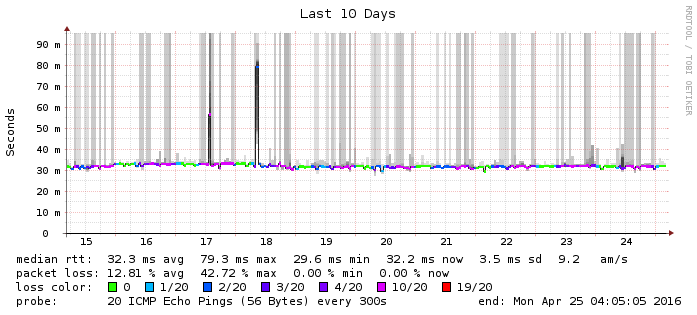 Last 10 Days
RRDTOOL / TOBI OETIKER
Seconds
90 m
80 m
70 m
60 m
50 m
40 m
30 m
20 m
10 m
0
15 16 17 18 19 20 21 22 23 24
median rtt: 32.3 ms avg 79.3 ms max 29.6 ms min 32.2 ms now 3.5 ms sd 9.2 am/s
packet loss: 12.81 % avg 42.72 % max 0.00 % min 0.00 % now
loss color: 0 1/20 2/20 3/20 4/20 10/20 19/20
probe: 20 ICMP Echo Pings (56 Bytes) every 300s end: Mon Apr 25 04:05:05 2016